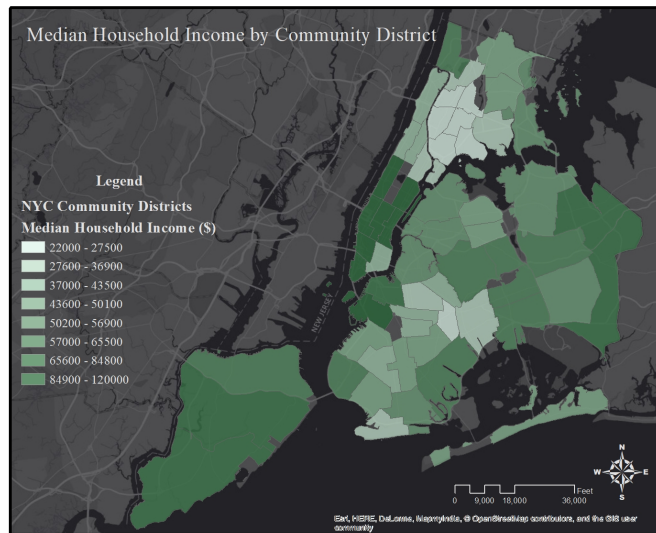 Median Household Income by Community District
Legend
NYC Community Districts
Median Household Income ($)
22000 - 27500
27600 - 36900
37000 - 43500
43600 - 50100
50200 - 56900
57000 - 65500
65600 - 84800
84900 - 120000
NEW JERSEY
N
W E
S
Feet
0 9,000 18,000 36,000
Esri, HERE, DeLorme, MapmyIndia, © OpenStreetMap contributors, and the GIS user
community